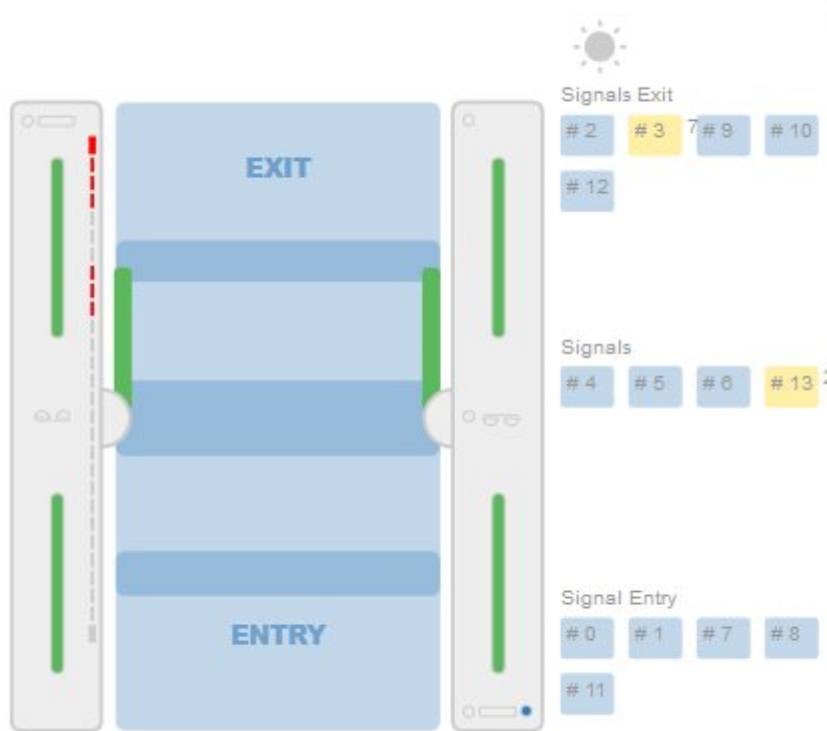 Signals Exit
# 2 # 3 7 # 9 # 10
# 12
EXIT
Signals
# 4 # 5 # 6 # 13
Signal Entry
# 0 # 1 # 7 # 8
ENTRY
# 11